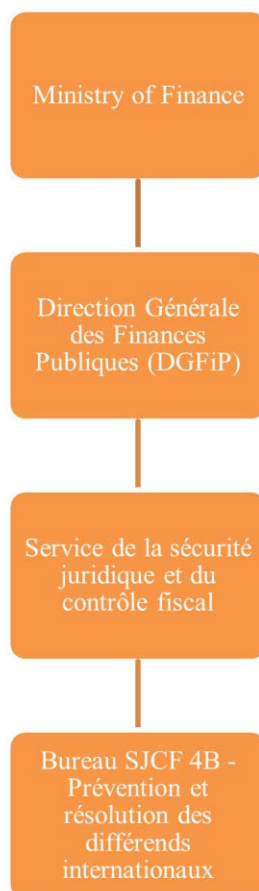 Ministry of Finance
Direction Générale
des Finances
Publiques (DGFiP)
Service de la sécurité
juridique et du
contrôle fiscal
Bureau SJCF 4B -
Prévention et
résolution des
différends
internationaux